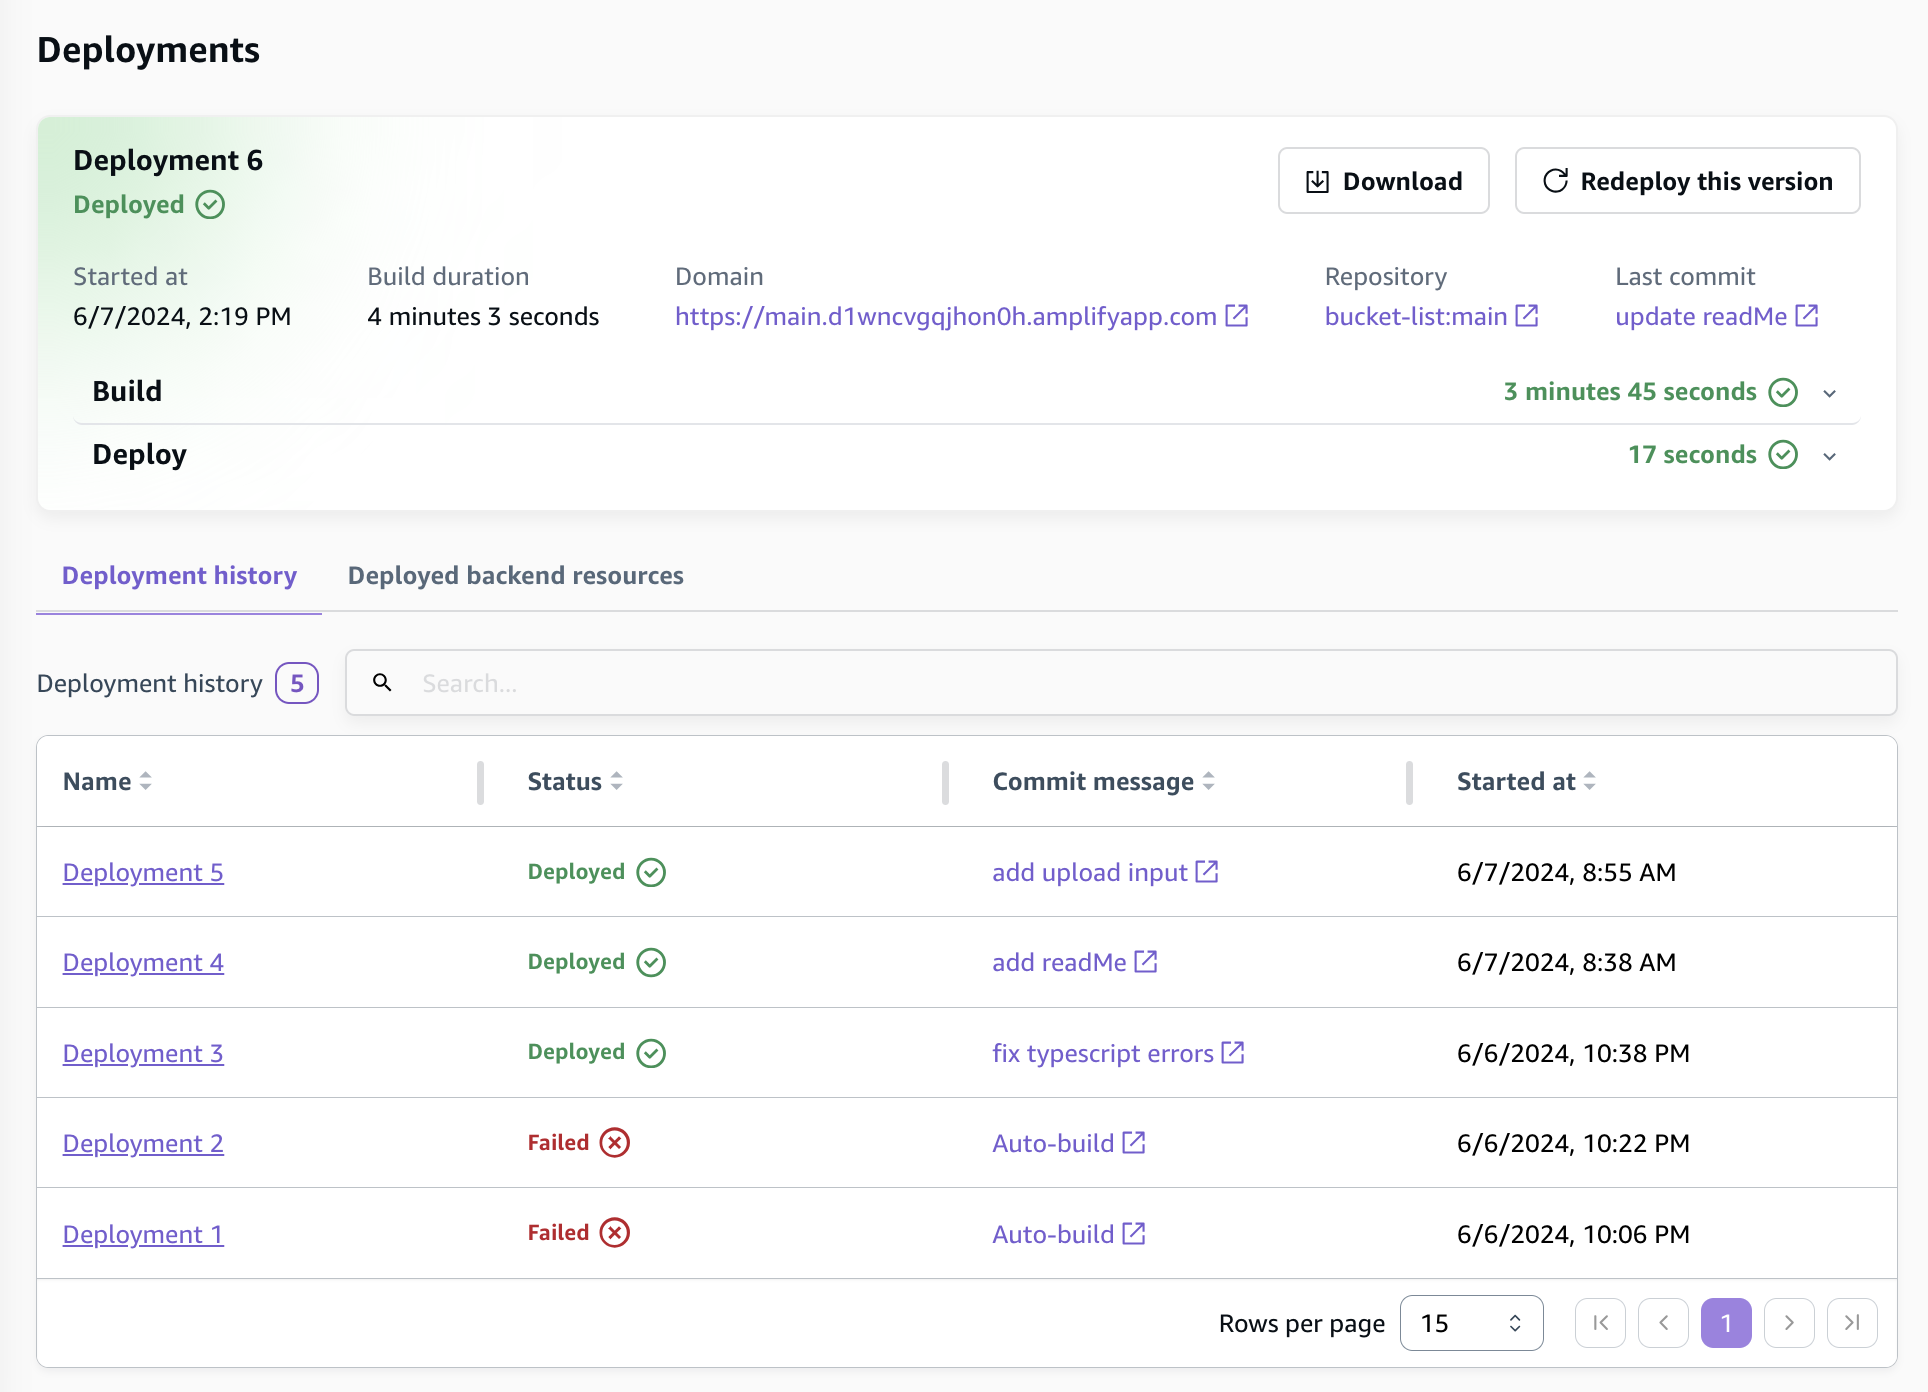 Deployments
Deployment 6
Deployed
Download
Redeploy this version
Started at
6/7/2024, 2:19 PM
Build duration
4 minutes 3 seconds
Domain
https://main.d1wncvgqjhon0h.amplifyapp.com
Repository
bucket-list:main
Last commit
update readMe
Build
3 minutes 45 seconds
Deploy
17 seconds
Deployment history
Deployed backend resources
Deployment history 5
Search...
Name Status Commit message Started at
Deployment 5 Deployed add upload input 6/7/2024, 8:55 AM
Deployment 4 Deployed add readMe 6/7/2024, 8:38 AM
Deployment 3 Deployed fix typescript errors 6/6/2024, 10:38 PM
Deployment 2 Failed Auto-build 6/6/2024, 10:22 PM
Deployment 1 Failed Auto-build 6/6/2024, 10:06 PM
Rows per page 15 1